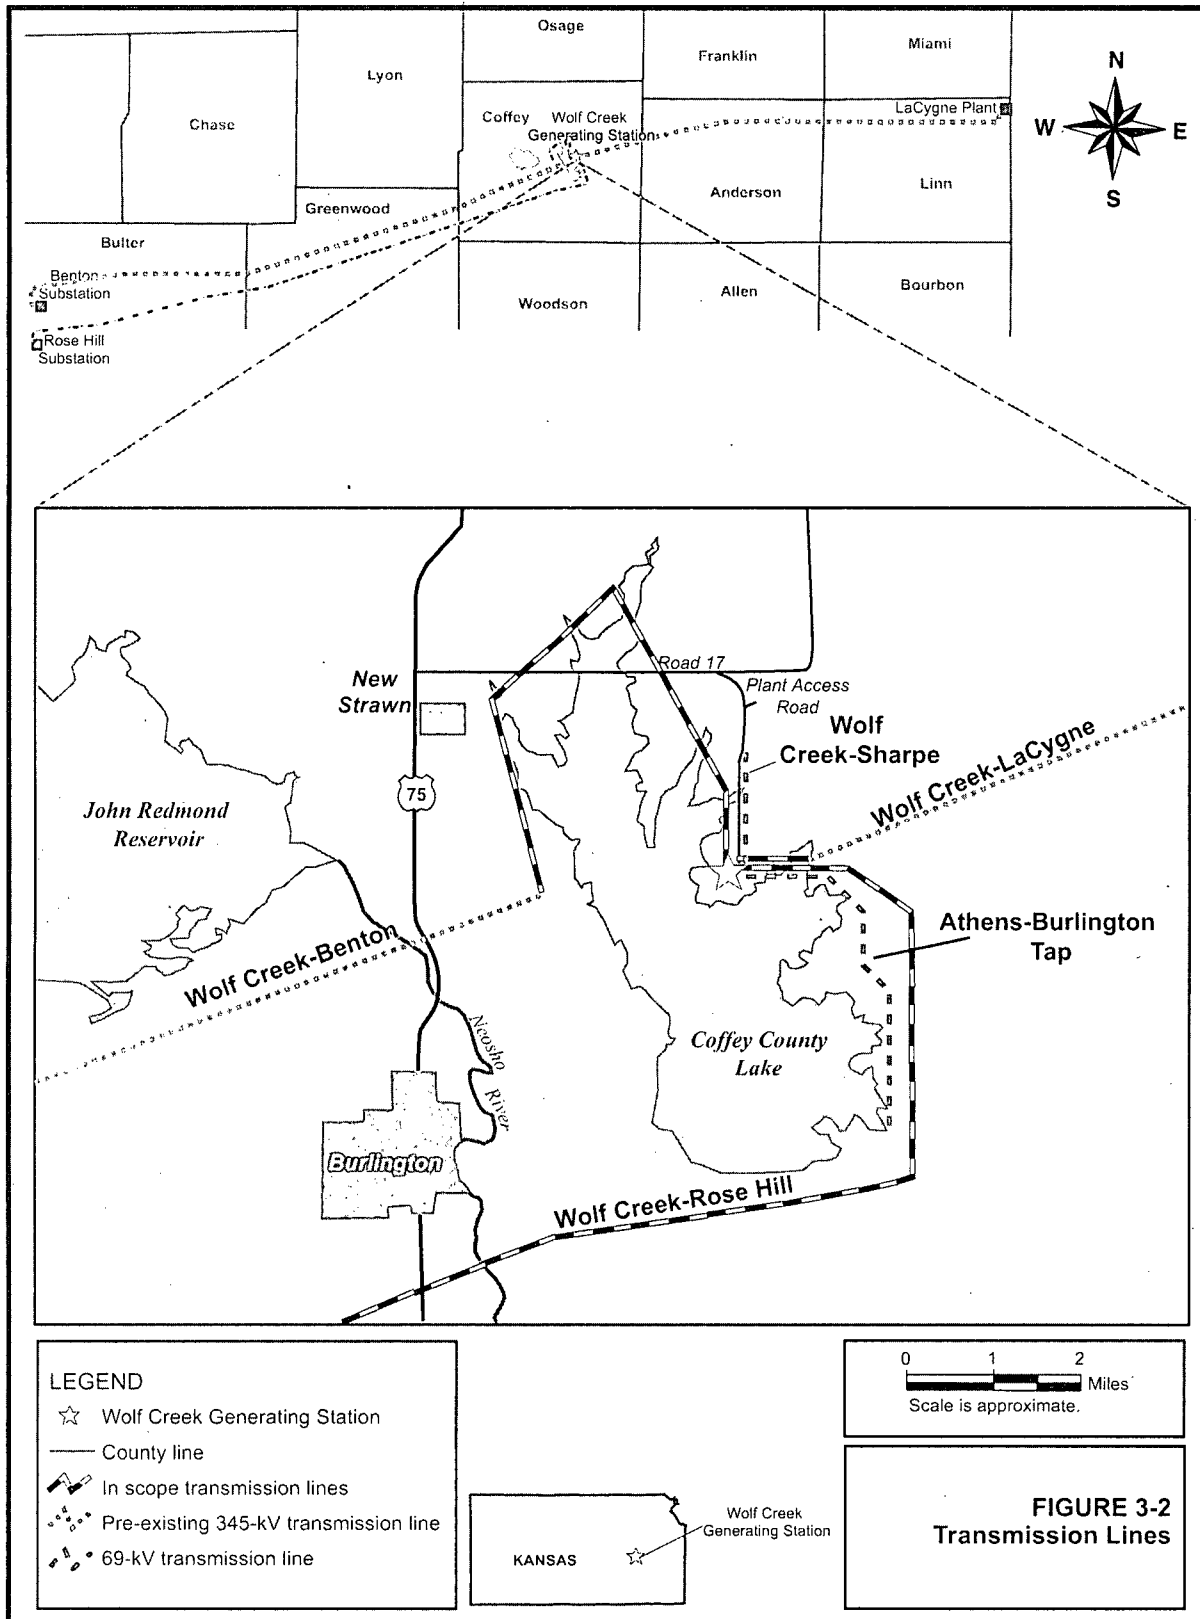 Osage
Franklin
Miami
Lyon
Chase
Coffey
Wolf Creek
Generating Station
LaCygne Plant
N
W
E
S
Anderson
Linn
Greenwood
Bulter
Benton
Substation
Rose Hill
Substation
Woodson
Allen
Bourbon
New
Strawn
Road 17
Plant Access
Road
Wolf
Creek-Sharpe
Wolf Creek-LaCygne
75
John Redmond
Reservoir
Wolf Creek-Benton
Athens-Burlington
Tap
Neosho
River
Coffey County
Lake
Burlington
Wolf Creek-Rose Hill
LEGEND
Wolf Creek Generating Station
County line
In scope transmission lines
Pre-existing 345-kV transmission line
69-kV transmission line
0 1 2
Miles
Scale is approximate.
Wolf Creek
Generating Station
KANSAS
FIGURE 3-2
Transmission Lines